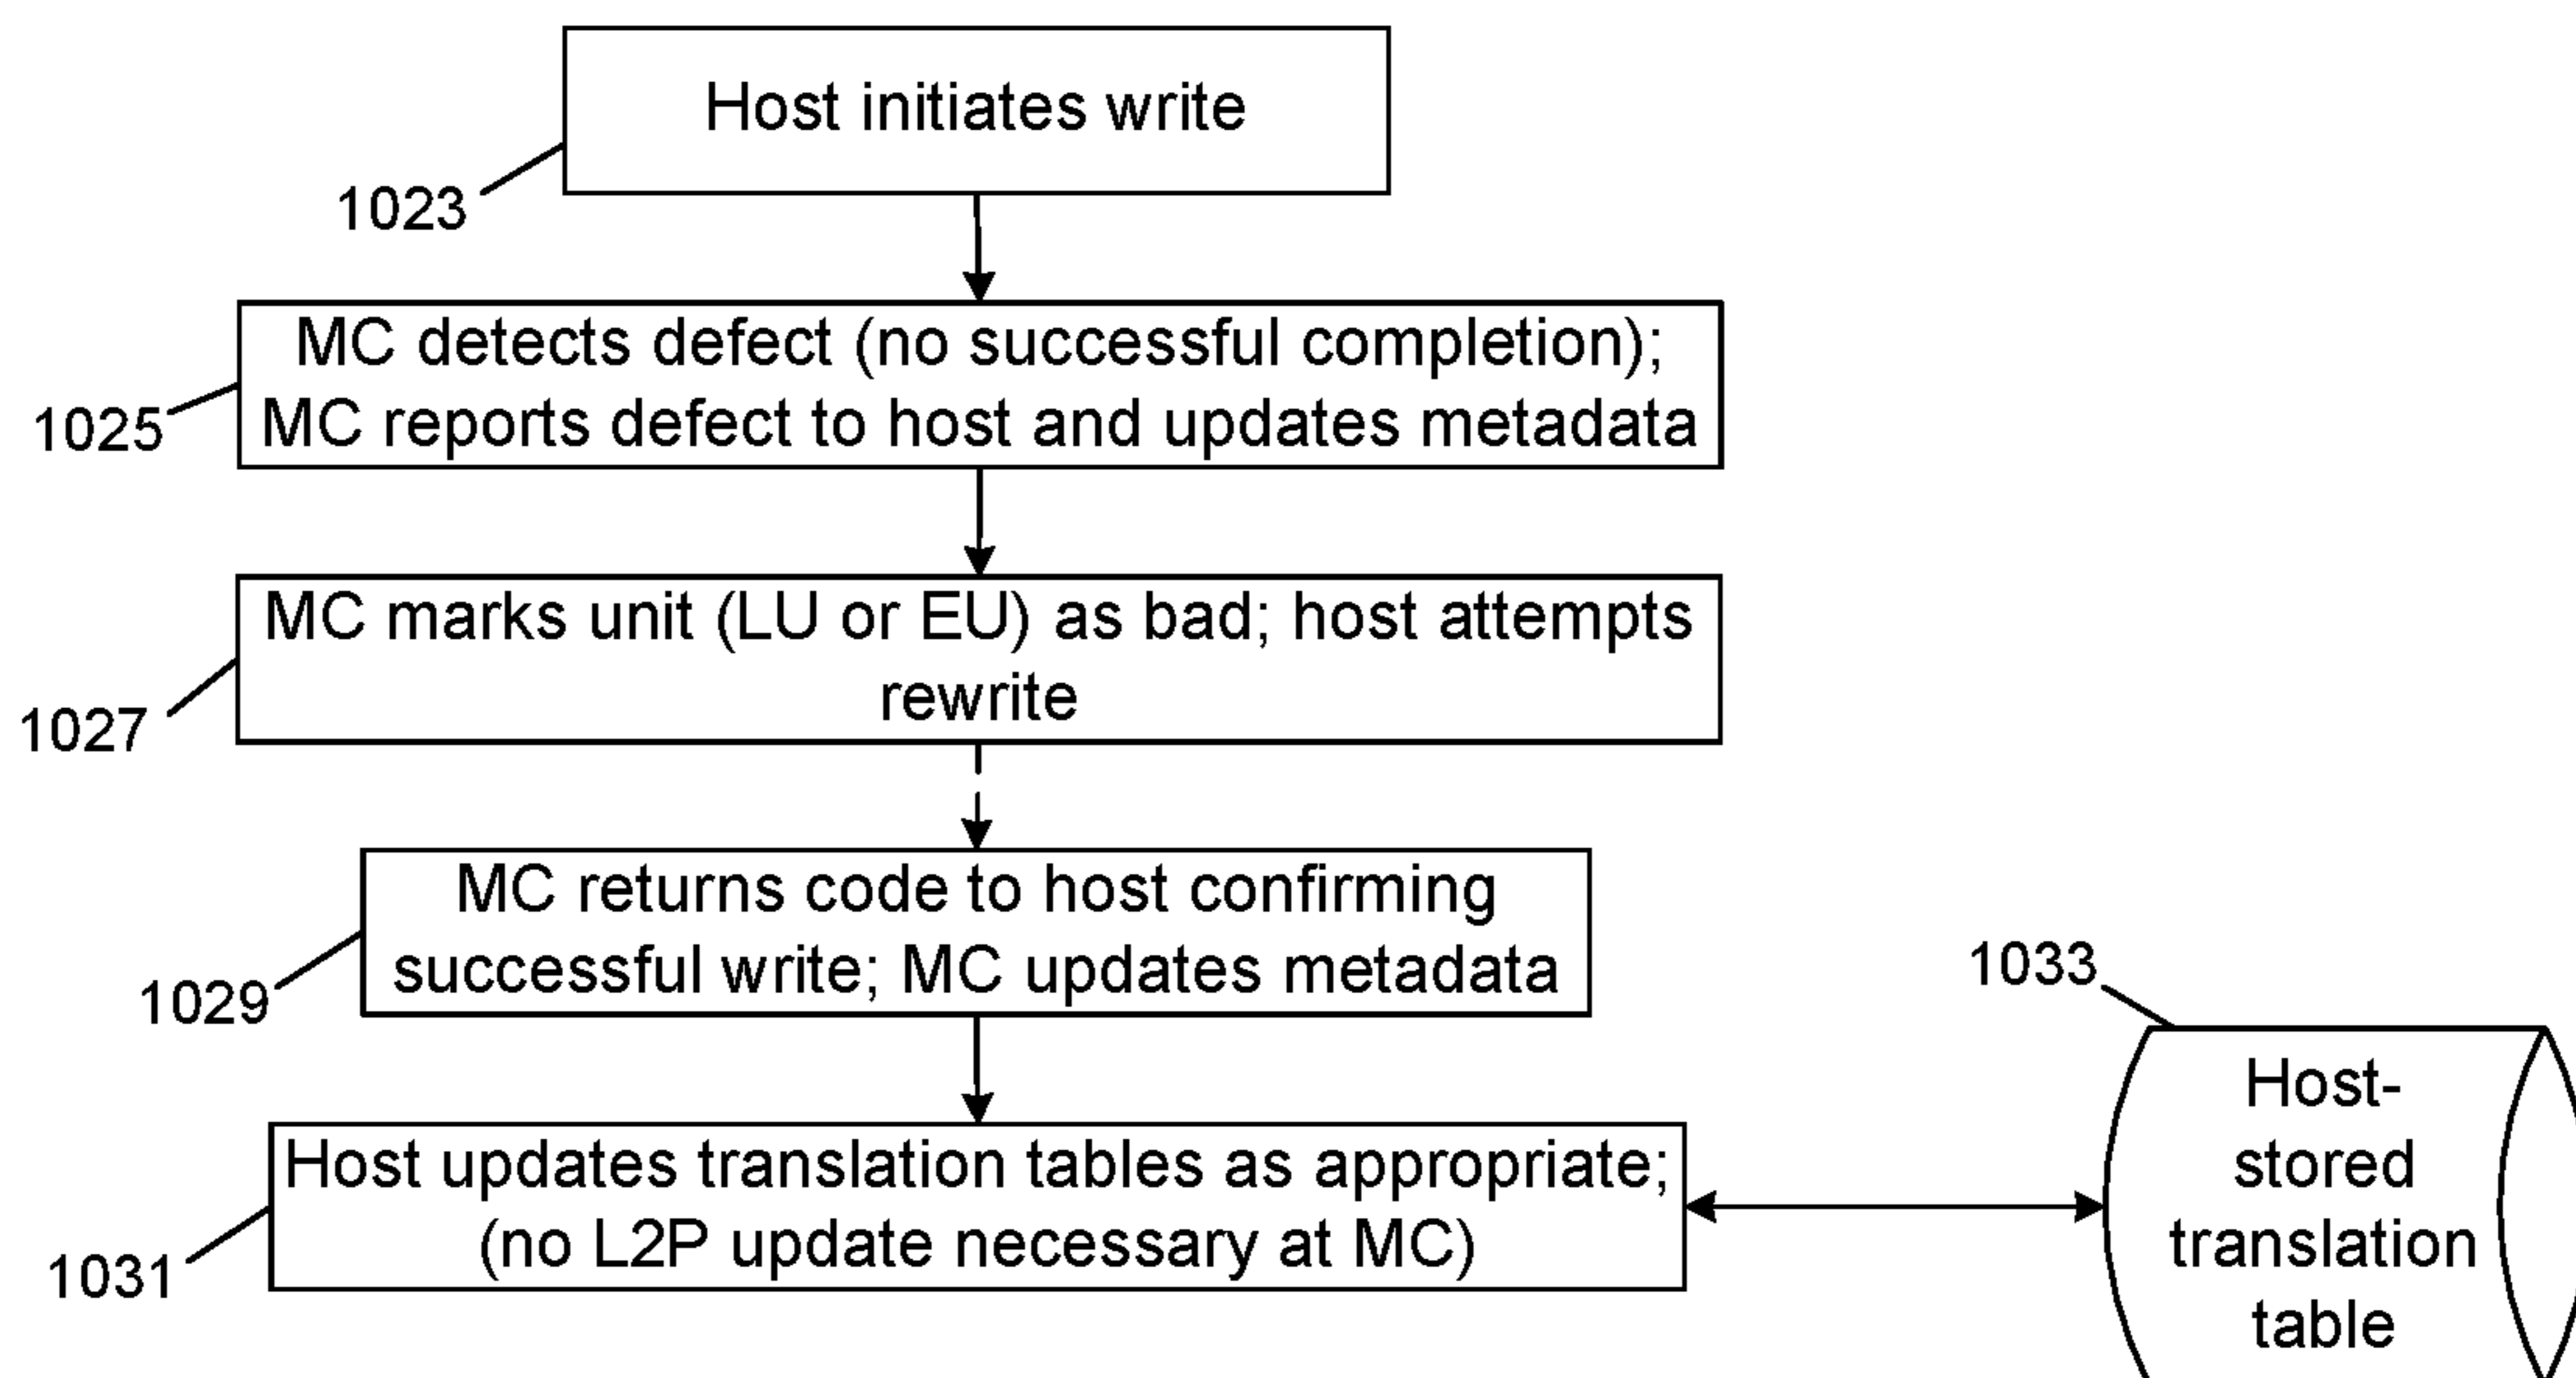 Host initiates write
1023
MC detects defect (no successful completion);
MC reports defect to host and updates metadata
1025
MC marks unit (LU or EU) as bad; host attempts
rewrite
1027
MC returns code to host confirming
successful write; MC updates metadata
1029
1033
Host-
stored
translation
table
Host updates translation tables as appropriate;
(no L2P update necessary at MC)
1031